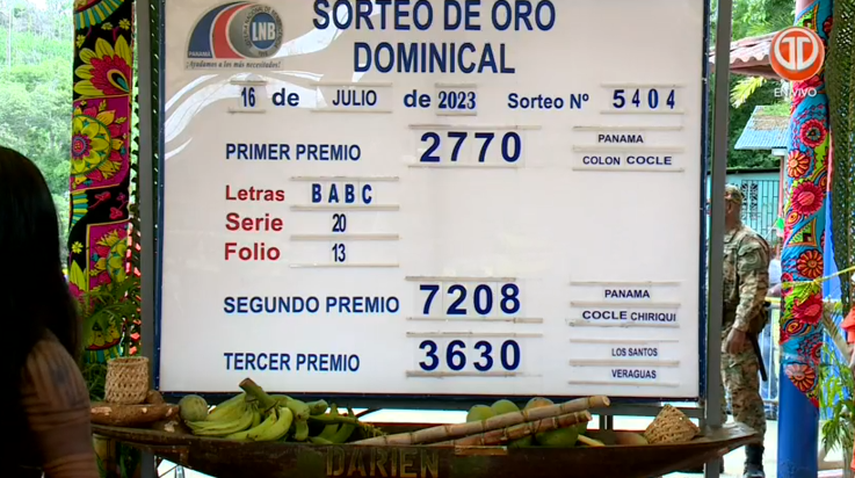 SORTEO DE ORO
DOMINICAL
LNB
PANAMÁ
¡Ayudamos a los más necesitados!
16 de JULIO de 2023 Sorteo Nº 5404
PRIMER PREMIO 2770 PANAMA
COLON COCLE
Letras BABC
Serie 20
Folio 13
SEGUNDO PREMIO 7208 PANAMA
COCLE CHIRIQUI
TERCER PREMIO 3630 LOS SANTOS
VERAGUAS
DARIEN
EN VIVO